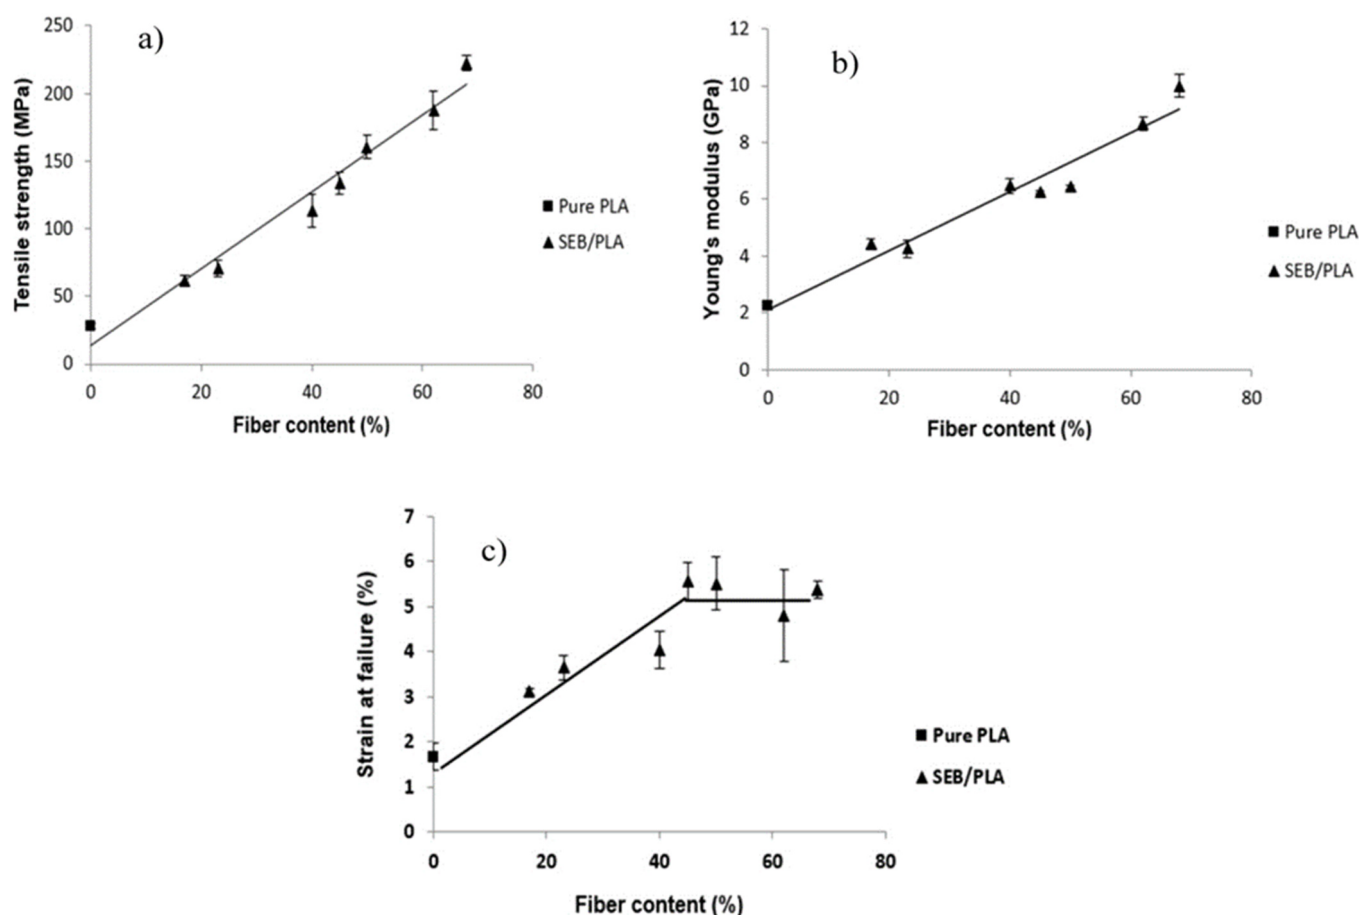 a)
Tensile strength (MPa)
250
200
150
100
50
0
0 20 40 60 80
Fiber content (%)
Pure PLA
SEB/PLA
b)
Young's modulus (GPa)
12
10
8
6
4
2
0
0 20 40 60 80
Fiber content (%)
Pure PLA
SEB/PLA
c)
Strain at failure (%)
7
6
5
4
3
2
1
0
0 20 40 60 80
Fiber content (%)
Pure PLA
SEB/PLA